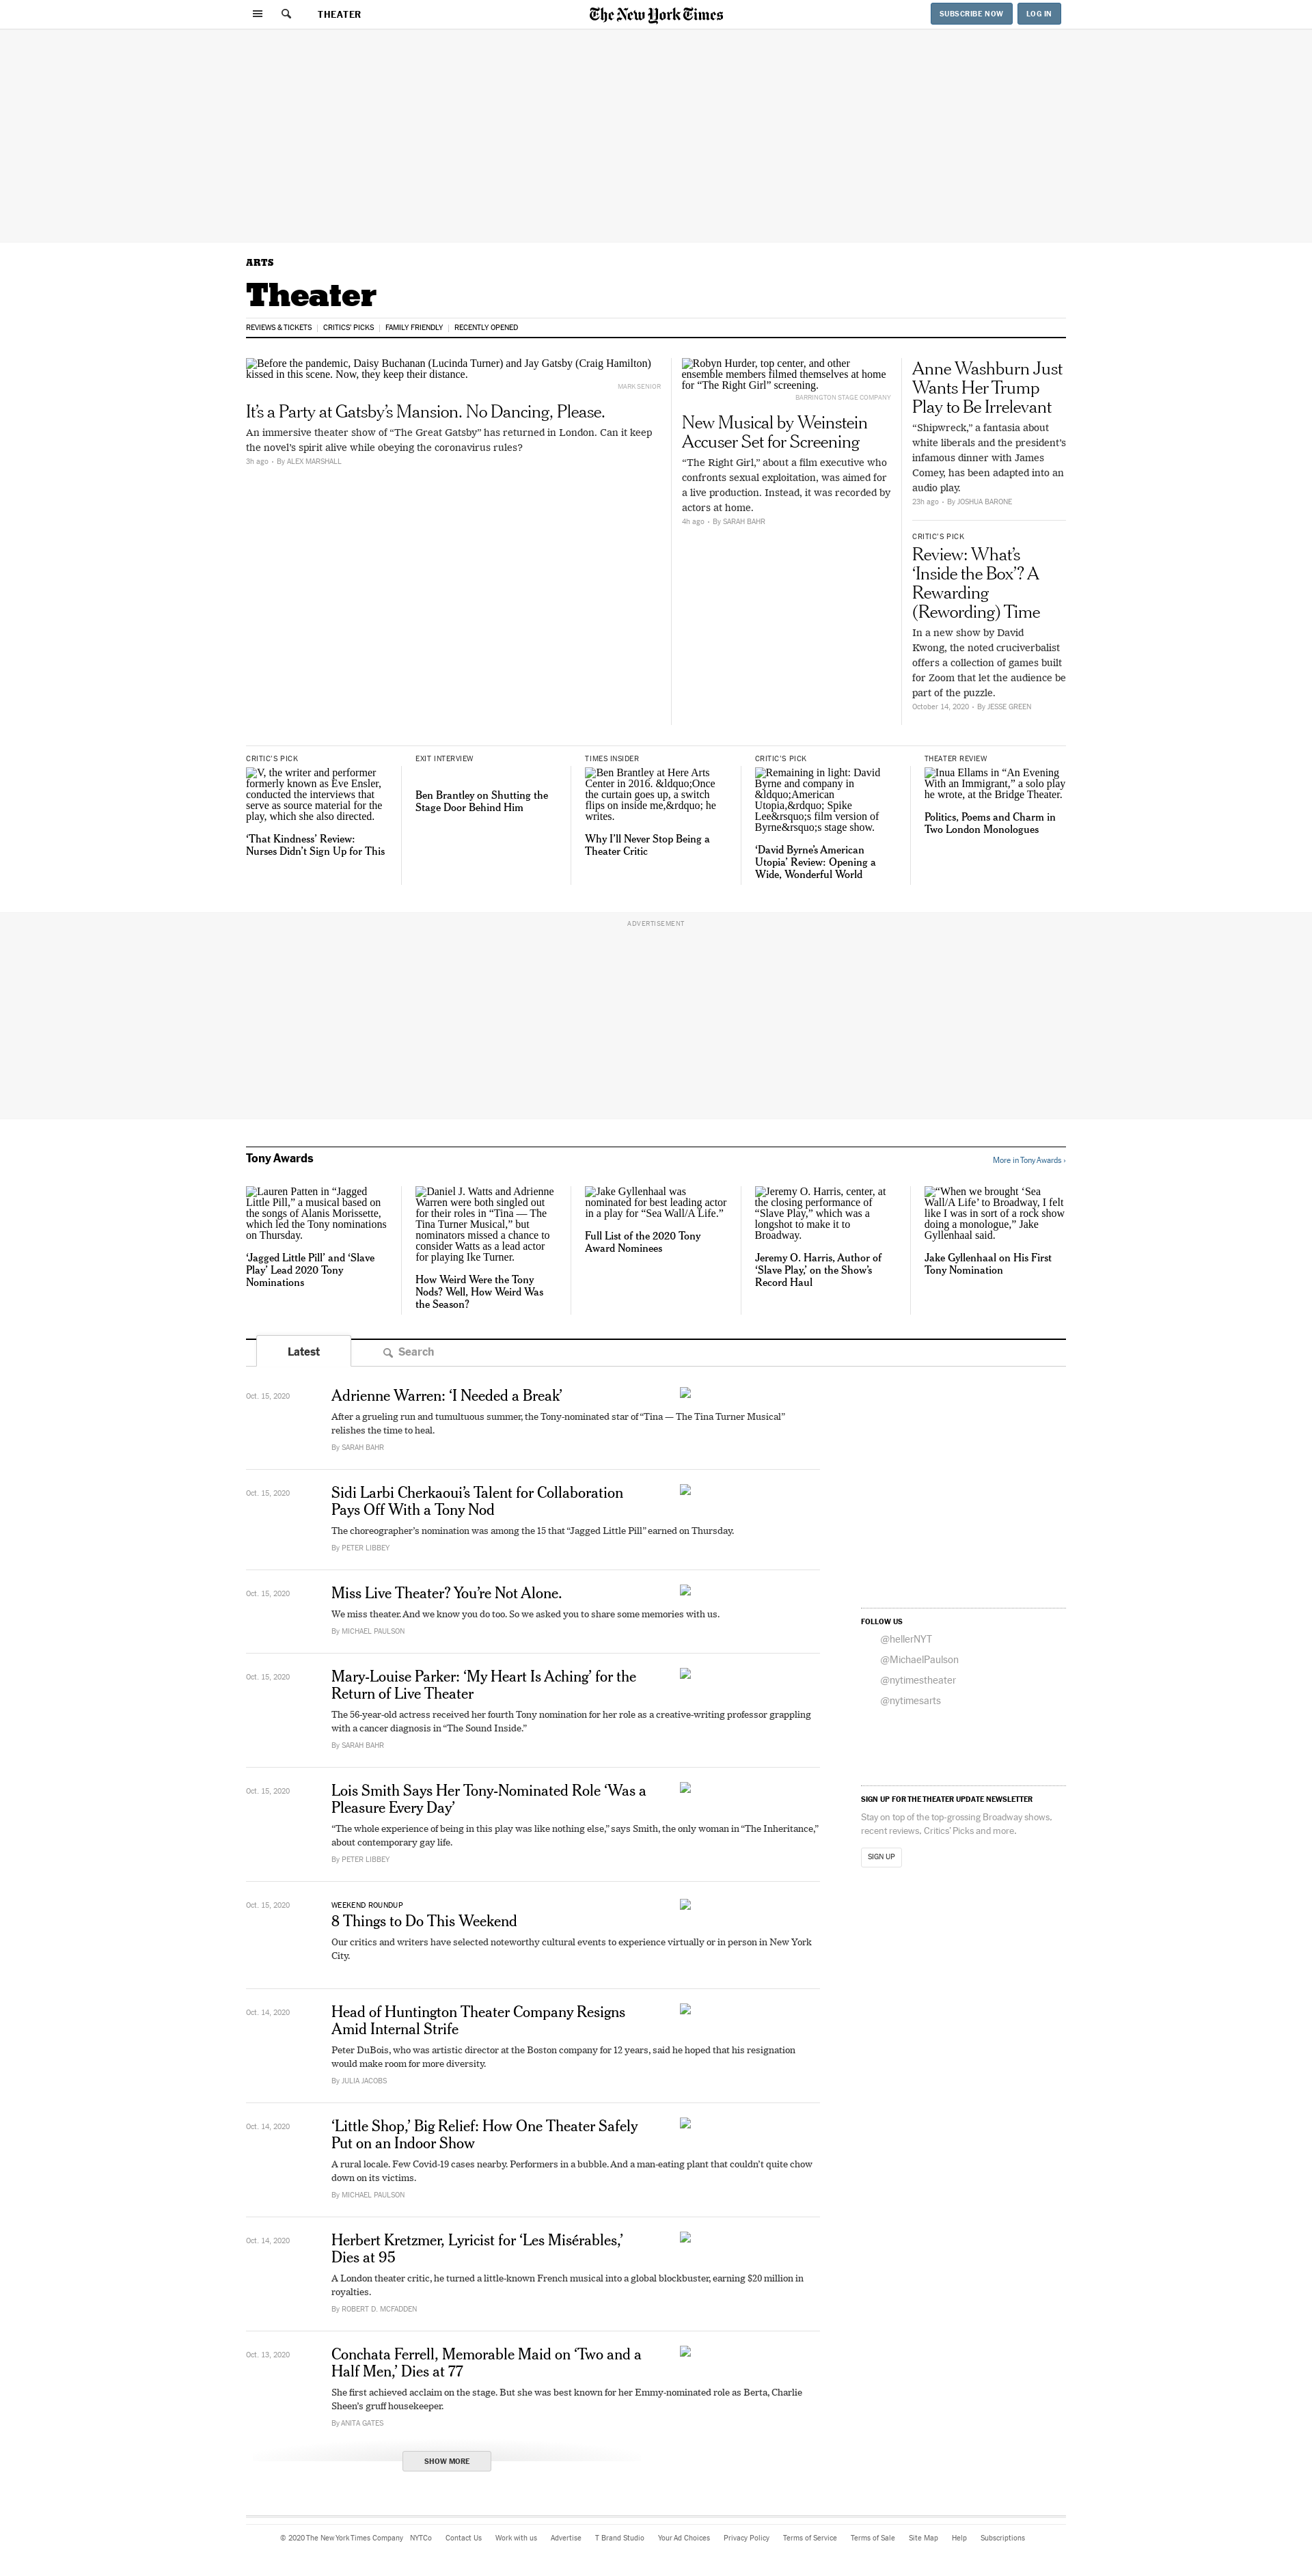 THEATER
The New York Times
SUBSCRIBE NOW
LOG IN
ARTS
Theater
REVIEWS & TICKETS
CRITICS' PICKS
FAMILY FRIENDLY
RECENTLY OPENED
Before the pandemic, Daisy Buchanan (Lucinda Turner) and Jay Gatsby (Craig Hamilton)
kissed in this scene. Now, they keep their distance.
MARK SENIOR
It’s a Party at Gatsby’s Mansion. No Dancing, Please.
An immersive theater show of “The Great Gatsby” has returned in London. Can it keep
the novel’s spirit alive while obeying the coronavirus rules?
3h ago • By ALEX MARSHALL
Robyn Hurder, top center, and other
ensemble members filmed themselves at home
for “The Right Girl” screening.
BARRINGTON STAGE COMPANY
New Musical by Weinstein
Accuser Set for Screening
“The Right Girl,” about a film executive who
confronts sexual exploitation, was aimed for
a live production. Instead, it was recorded by
actors at home.
4h ago • By SARAH BAHR
Anne Washburn Just
Wants Her Trump
Play to Be Irrelevant
“Shipwreck,” a fantasia about
white liberals and the president’s
infamous dinner with James
Comey, has been adapted into an
audio play.
23h ago • By JOSHUA BARONE
CRITIC’S PICK
Review: What’s
‘Inside the Box’? A
Rewarding
(Rewording) Time
In a new show by David
Kwong, the noted cruciverbalist
offers a collection of games built
for Zoom that let the audience be
part of the puzzle.
October 14, 2020 • By JESSE GREEN
CRITIC’S PICK
V, the writer and performer
formerly known as Eve Ensler,
conducted the interviews that
serve as source material for the
play, which she also directed.
‘That Kindness’ Review:
Nurses Didn’t Sign Up for This
EXIT INTERVIEW
Ben Brantley on Shutting the
Stage Door Behind Him
TIMES INSIDER
Ben Brantley at Here Arts
Center in 2016. &ldquo;Once
the curtain goes up, a switch
flips on inside me,&rdquo; he
writes.
Why I’ll Never Stop Being a
Theater Critic
CRITIC’S PICK
Remaining in light: David
Byrne and company in
&ldquo;American
Utopia,&rdquo; Spike
Lee&rsquo;s film version of
Byrne&rsquo;s stage show.
‘David Byrne’s American
Utopia’ Review: Opening a
Wide, Wonderful World
THEATER REVIEW
Inua Ellams in “An Evening
With an Immigrant,” a solo play
he wrote, at the Bridge Theater.
Politics, Poems and Charm in
Two London Monologues
ADVERTISEMENT
Tony Awards
More in Tony Awards ›
Lauren Patten in “Jagged
Little Pill,” a musical based on
the songs of Alanis Morissette,
which led the Tony nominations
on Thursday.
‘Jagged Little Pill’ and ‘Slave
Play’ Lead 2020 Tony
Nominations
Daniel J. Watts and Adrienne
Warren were both singled out
for their roles in “Tina — The
Tina Turner Musical,” but
nominators missed a chance to
consider Watts as a lead actor
for playing Ike Turner.
How Weird Were the Tony
Nods? Well, How Weird Was
the Season?
Jake Gyllenhaal was
nominated for best leading actor
in a play for “Sea Wall/A Life.”
Full List of the 2020 Tony
Award Nominees
Jeremy O. Harris, center, at
the closing performance of
“Slave Play,” which was a
longshot to make it to
Broadway.
Jeremy O. Harris, Author of
‘Slave Play,’ on the Show’s
Record Haul
“When we brought ‘Sea
Wall/A Life’ to Broadway, I felt
like I was in sort of a rock show
doing a monologue,” Jake
Gyllenhaal said.
Jake Gyllenhaal on His First
Tony Nomination
Latest
Search
Oct. 15, 2020
Adrienne Warren: ‘I Needed a Break’
After a grueling run and tumultuous summer, the Tony-nominated star of “Tina — The Tina Turner Musical”
relishes the time to heal.
By SARAH BAHR
Oct. 15, 2020
Sidi Larbi Cherkaoui’s Talent for Collaboration
Pays Off With a Tony Nod
The choreographer’s nomination was among the 15 that “Jagged Little Pill” earned on Thursday.
By PETER LIBBEY
Oct. 15, 2020
Miss Live Theater? You’re Not Alone.
We miss theater. And we know you do too. So we asked you to share some memories with us.
By MICHAEL PAULSON
Oct. 15, 2020
Mary-Louise Parker: ‘My Heart Is Aching’ for the
Return of Live Theater
The 56-year-old actress received her fourth Tony nomination for her role as a creative-writing professor grappling
with a cancer diagnosis in “The Sound Inside.”
By SARAH BAHR
Oct. 15, 2020
Lois Smith Says Her Tony-Nominated Role ‘Was a
Pleasure Every Day’
“The whole experience of being in this play was like nothing else,” says Smith, the only woman in “The Inheritance,”
about contemporary gay life.
By PETER LIBBEY
Oct. 15, 2020
WEEKEND ROUNDUP
8 Things to Do This Weekend
Our critics and writers have selected noteworthy cultural events to experience virtually or in person in New York
City.
Oct. 14, 2020
Head of Huntington Theater Company Resigns
Amid Internal Strife
Peter DuBois, who was artistic director at the Boston company for 12 years, said he hoped that his resignation
would make room for more diversity.
By JULIA JACOBS
Oct. 14, 2020
‘Little Shop,’ Big Relief: How One Theater Safely
Put on an Indoor Show
A rural locale. Few Covid-19 cases nearby. Performers in a bubble. And a man-eating plant that couldn’t quite chow
down on its victims.
By MICHAEL PAULSON
Oct. 14, 2020
Herbert Kretzmer, Lyricist for ‘Les Misérables,’
Dies at 95
A London theater critic, he turned a little-known French musical into a global blockbuster, earning $20 million in
royalties.
By ROBERT D. MCFADDEN
Oct. 13, 2020
Conchata Ferrell, Memorable Maid on ‘Two and a
Half Men,’ Dies at 77
She first achieved acclaim on the stage. But she was best known for her Emmy-nominated role as Berta, Charlie
Sheen’s gruff housekeeper.
By ANITA GATES
SHOW MORE
FOLLOW US
@hellerNYT
@MichaelPaulson
@nytimestheater
@nytimesarts
SIGN UP FOR THE THEATER UPDATE NEWSLETTER
Stay on top of the top-grossing Broadway shows,
recent reviews, Critics’ Picks and more.
SIGN UP
© 2020 The New York Times Company
NYTCo
Contact Us
Work with us
Advertise
T Brand Studio
Your Ad Choices
Privacy Policy
Terms of Service
Terms of Sale
Site Map
Help
Subscriptions